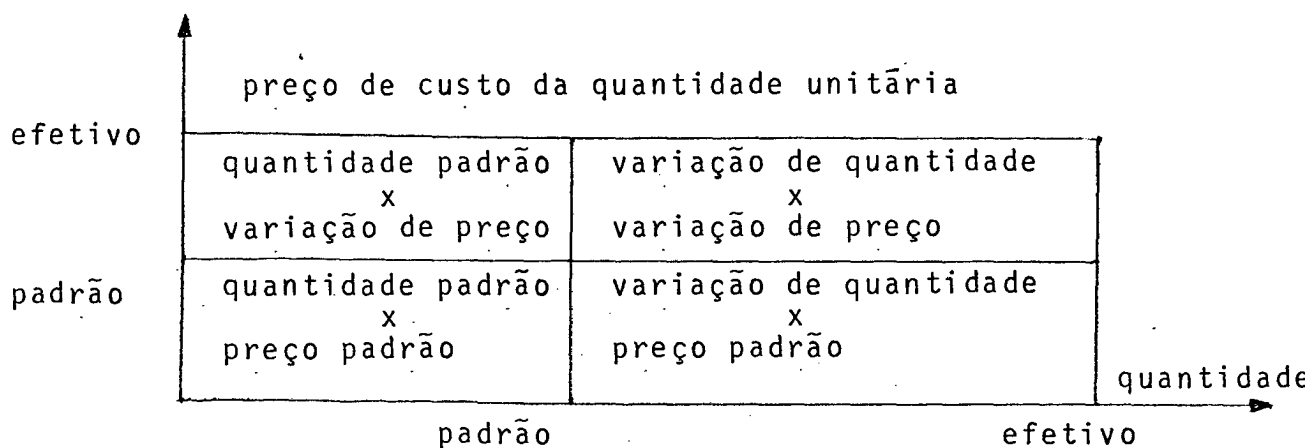 preço de custo da quantidade unitária
efetivo
quantidade padrão
x
variação de preço
variação de quantidade
x
variação de preço
padrão
quantidade padrão
x
preço padrão
variação de quantidade
x
preço padrão
quantidade
padrão
efetivo